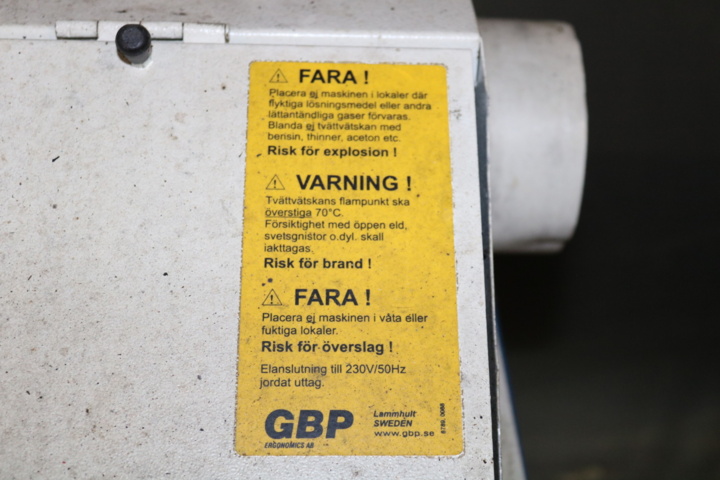 ⚠ FARA !
Placera ej maskinen i lokaler där
flyktiga lösningsmedel eller andra
lättantändliga gaser förvaras.
Blanda ej tvättvätskan med
bensin, thinner, aceton etc.
Risk för explosion !
⚠ VARNING !
Tvättvätskans flampunkt ska
överstiga 70°C.
Försiktighet med öppen eld,
svetsgnistor o.dyl. skall
iakttagas.
Risk för brand !
⚠ FARA !
Placera ej maskinen i våta eller
fuktiga lokaler.
Risk för överslag !
Elanslutning till 230V/50Hz
jordat uttag.
GBP
ERGONOMICS AB
Lammhult
SWEDEN
www.gbp.se